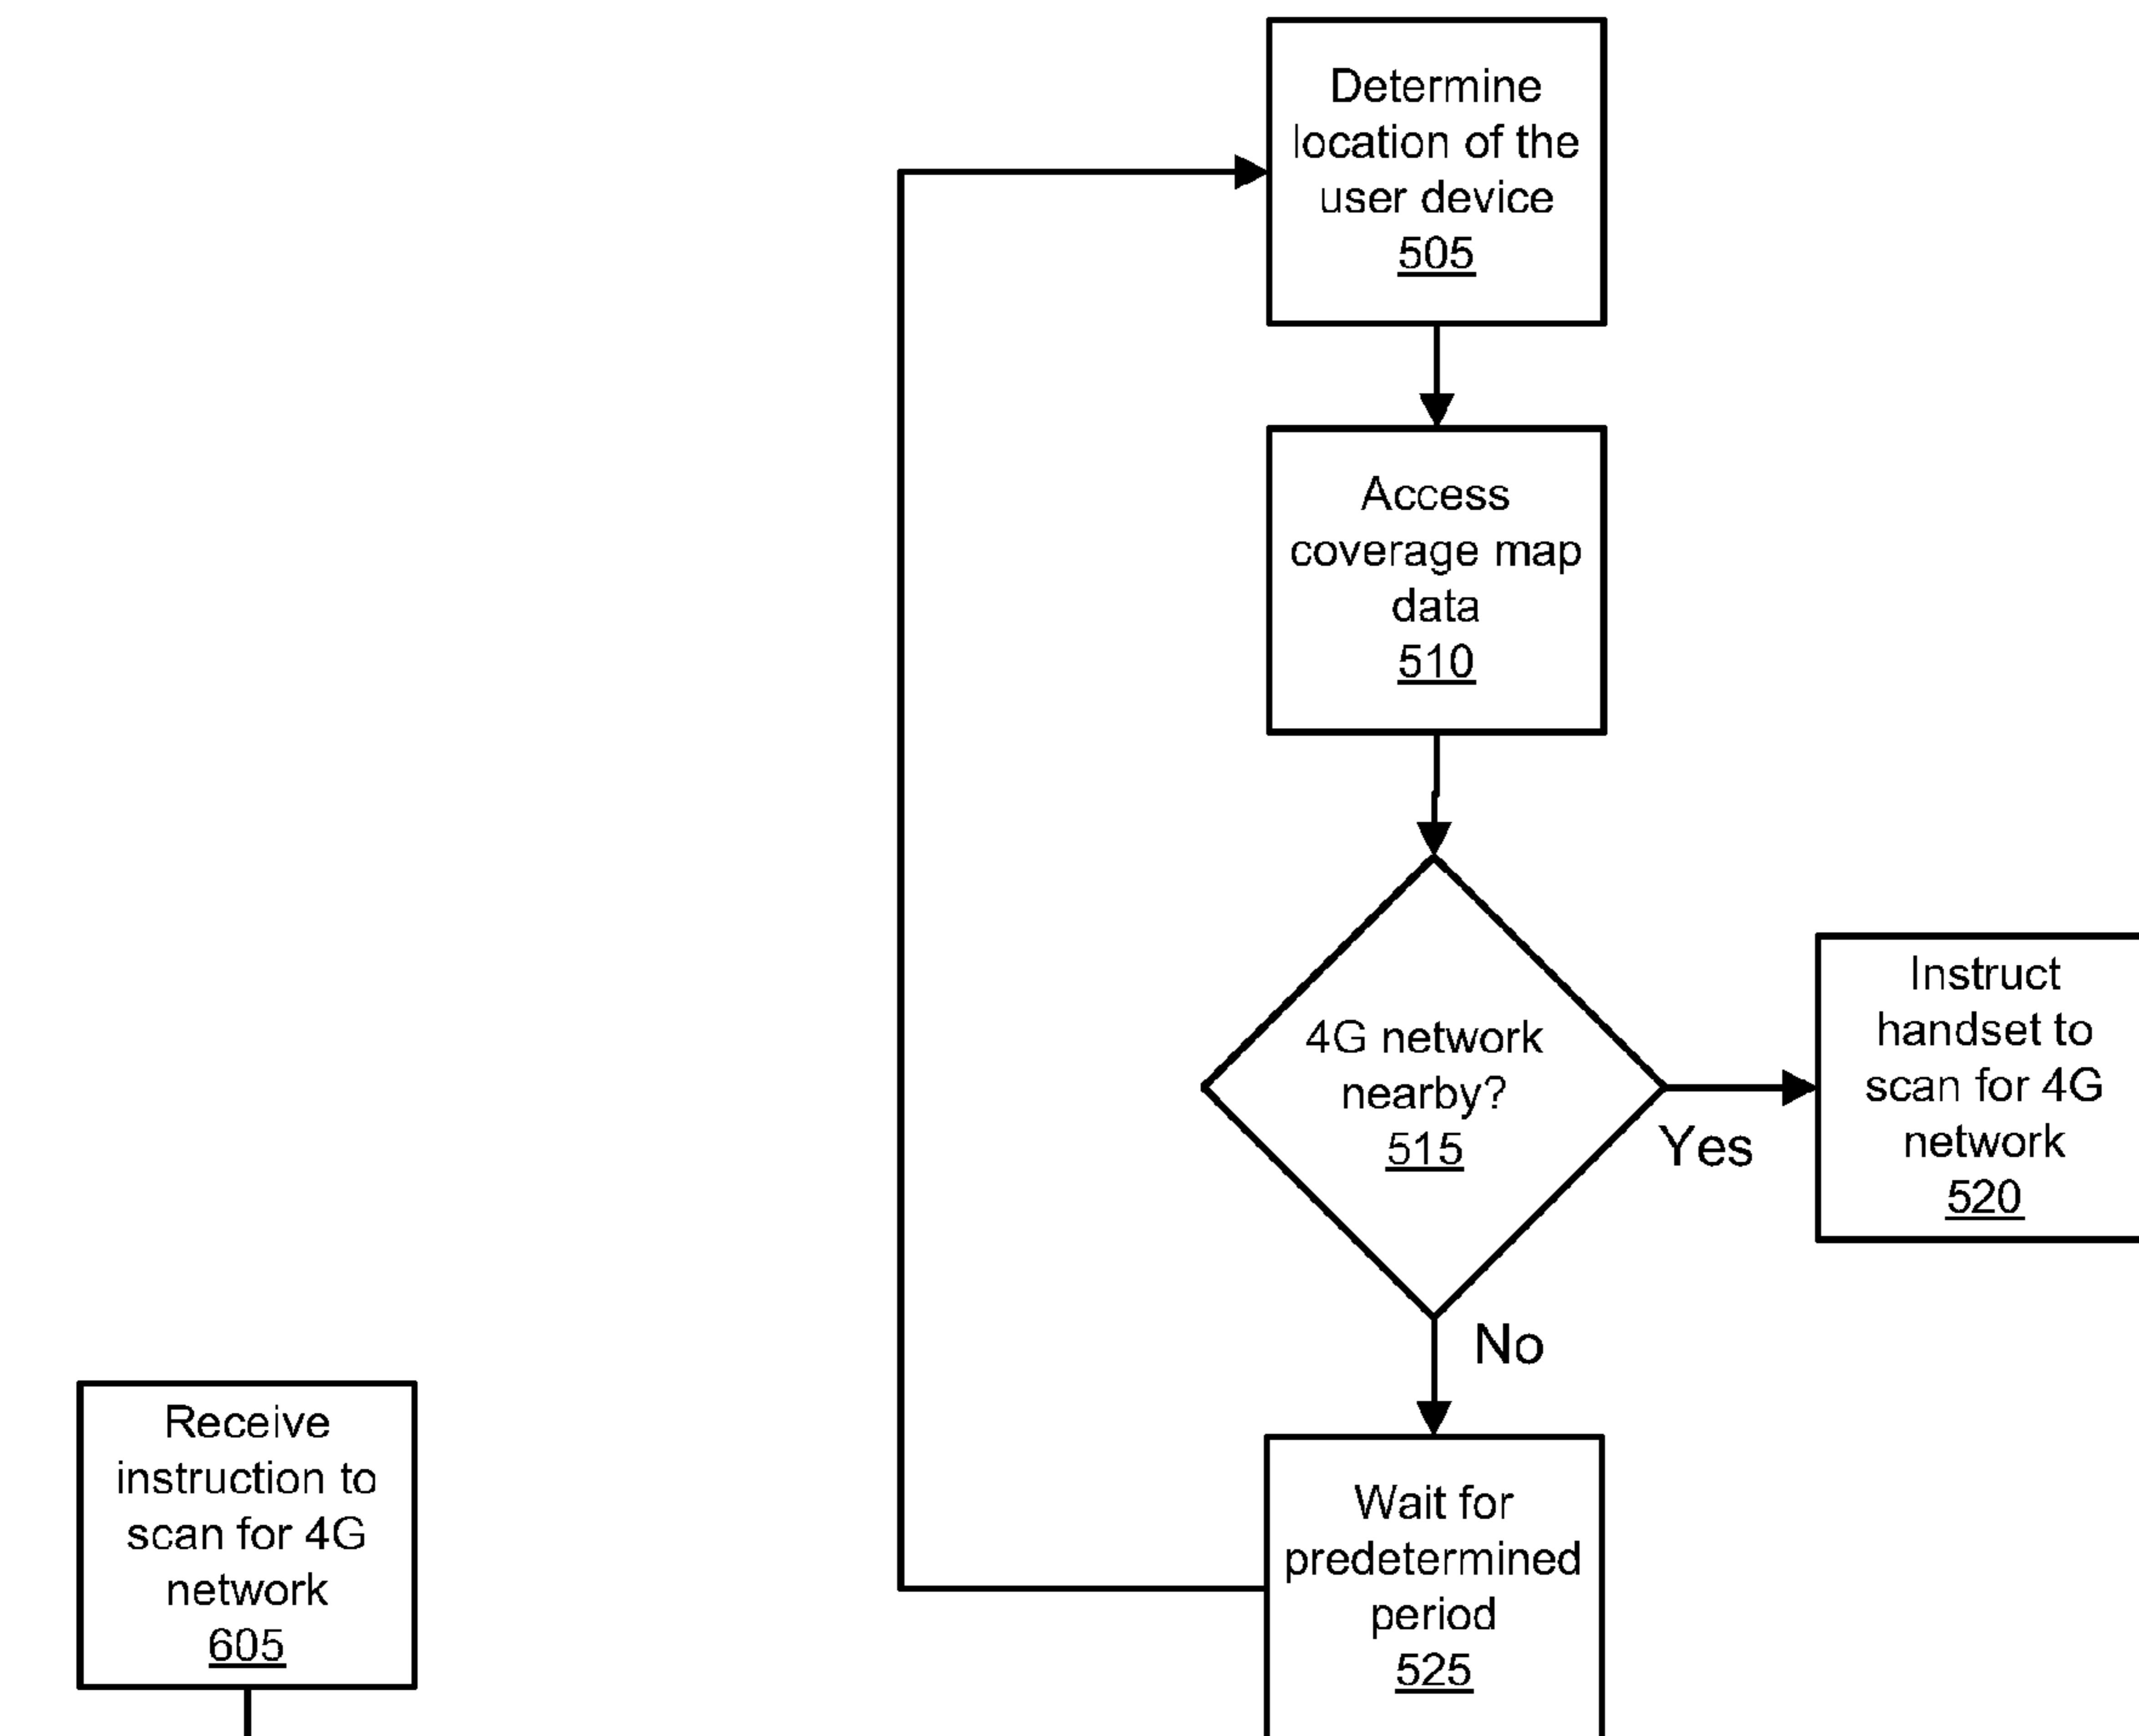 Determine
location of the
user device
505
Access
coverage map
data
510
4G network
nearby?
515
Yes
Instruct
handset to
scan for 4G
network
520
No
Wait for
predetermined
period
525
Receive
instruction to
scan for 4G
network
605